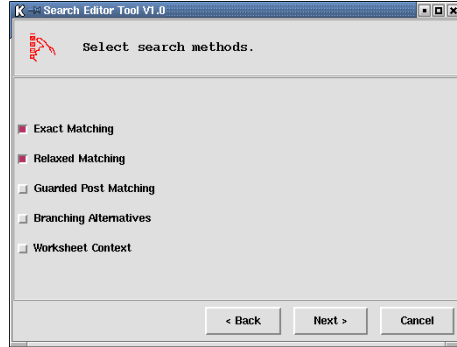 Search Editor Tool V1.0
Select search methods.
Exact Matching
Relaxed Matching
Guarded Post Matching
Branching Alternatives
Worksheet Context
< Back Next > Cancel